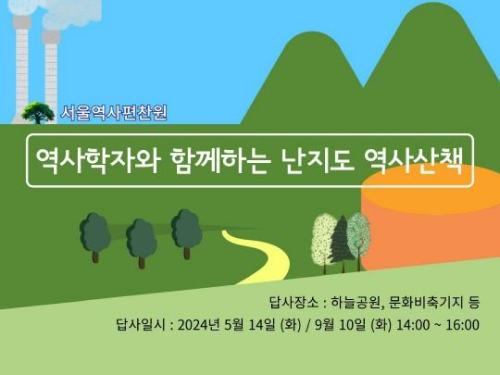 서울역사편찬원
역사학자와 함께하는 난지도 역사산책
답사장소 : 하늘공원, 문화비축기지 등
답사일시 : 2024년 5월 14일 (화) / 9월 10일 (화) 14:00 ~ 16:00